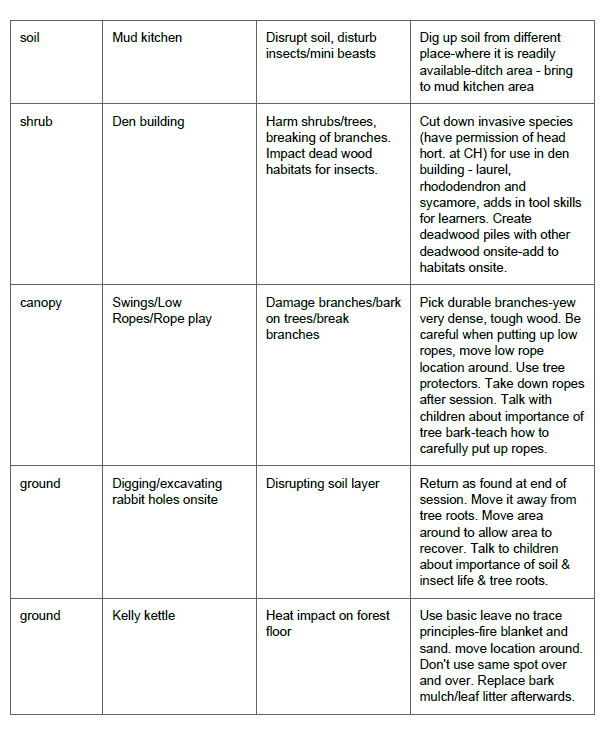 soil
Mud kitchen
Disrupt soil, disturb
insects/mini beasts
Dig up soil from different
place-where it is readily
available-ditch area - bring
to mud kitchen area
shrub
Den building
Harm shrubs/trees,
breaking of branches.
Impact dead wood
habitats for insects.
Cut down invasive species
(have permission of head
hort. at CH) for use in den
building - laurel,
rhododendron and
sycamore, adds in tool skills
for learners. Create
deadwood piles with other
deadwood onsite-add to
habitats onsite.
canopy
Swings/Low
Ropes/Rope play
Damage branches/bark
on trees/break
branches
Pick durable branches-yew
very dense, tough wood. Be
careful when putting up low
ropes, move low rope
location around. Use tree
protectors. Take down ropes
after session. Talk with
children about importance of
tree bark-teach how to
carefully put up ropes.
ground
Digging/excavating
rabbit holes onsite
Disrupting soil layer
Return as found at end of
session. Move it away from
tree roots. Move area
around to allow area to
recover. Talk to children
about importance of soil &
insect life & tree roots.
ground
Kelly kettle
Heat impact on forest
floor
Use basic leave no trace
principles-fire blanket and
sand. move location around.
Don't use same spot over
and over. Replace bark
mulch/leaf litter afterwards.